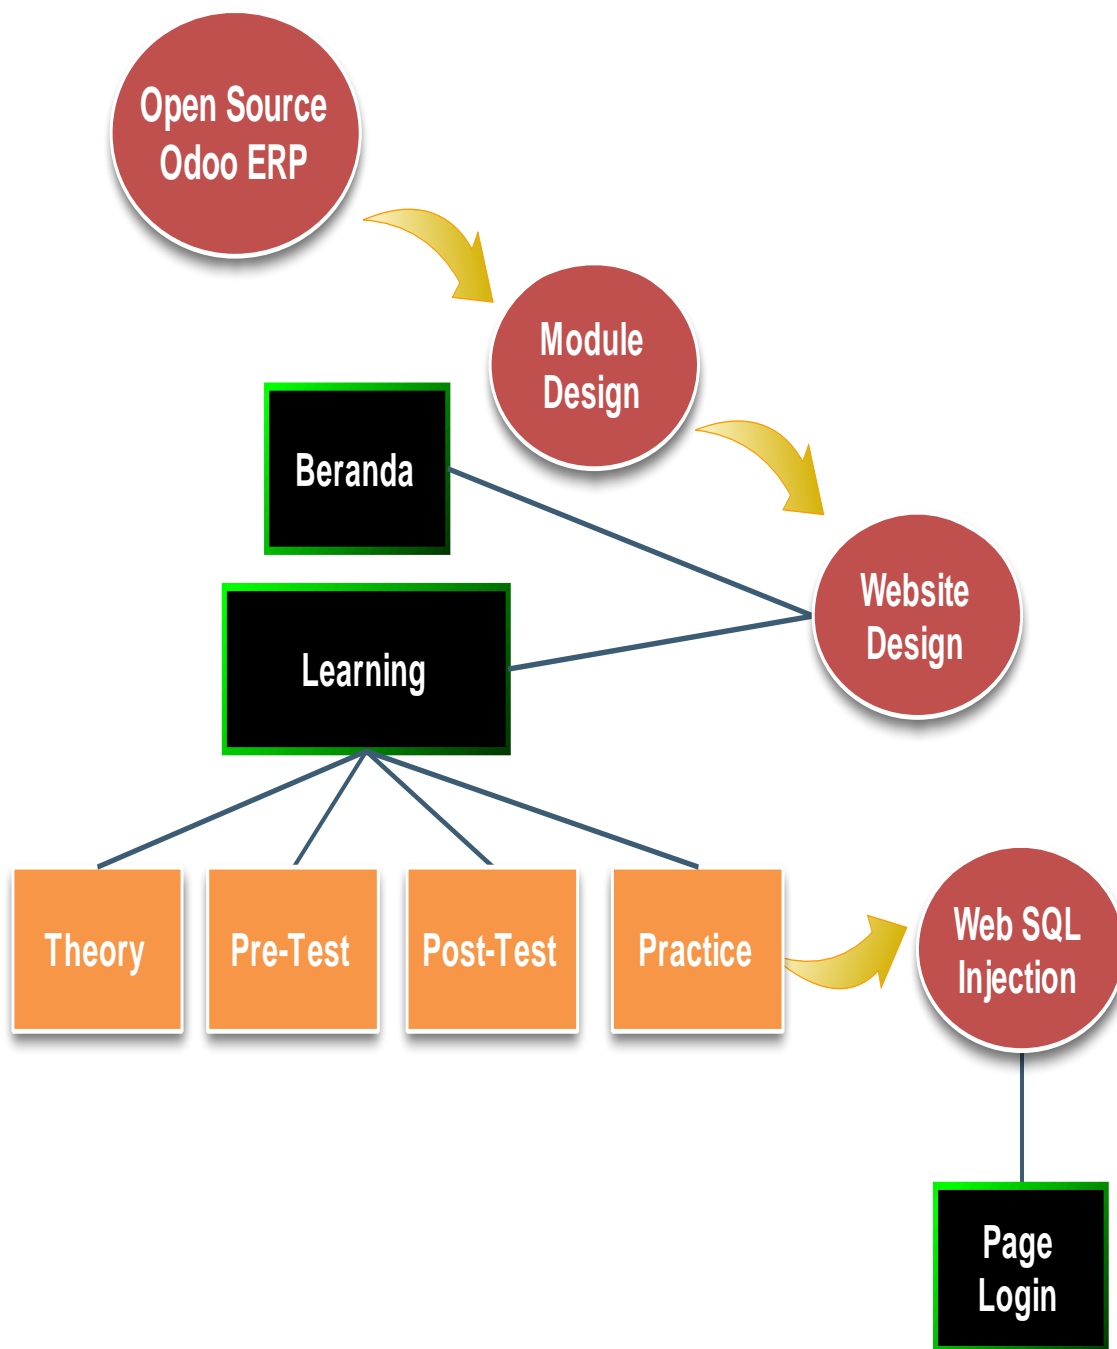 Open Source
Odoo ERP
Module
Design
Beranda
Website
Design
Learning
Theory
Pre-Test
Post-Test
Practice
Web SQL
Injection
Page
Login